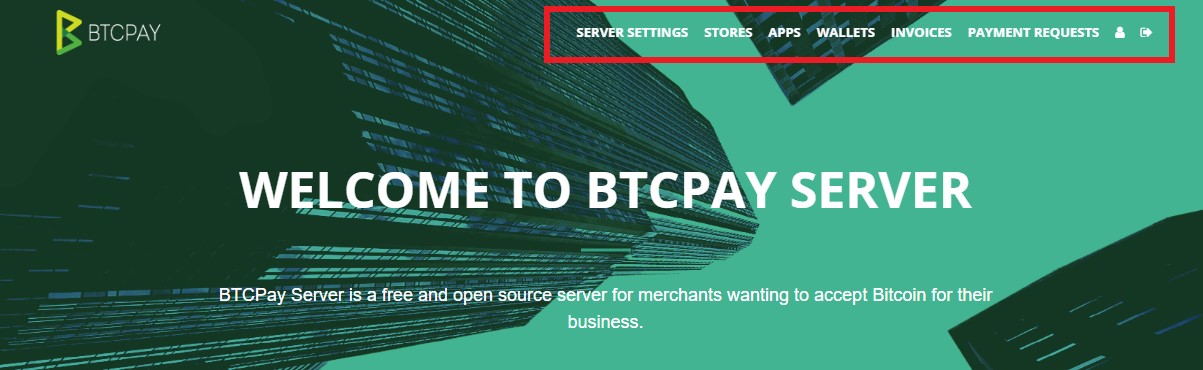 BTCPAY
SERVER SETTINGS STORES APPS WALLETS INVOICES PAYMENT REQUESTS
WELCOME TO BTCPAY SERVER
BTCPay Server is a free and open source server for merchants wanting to accept Bitcoin for their
business.